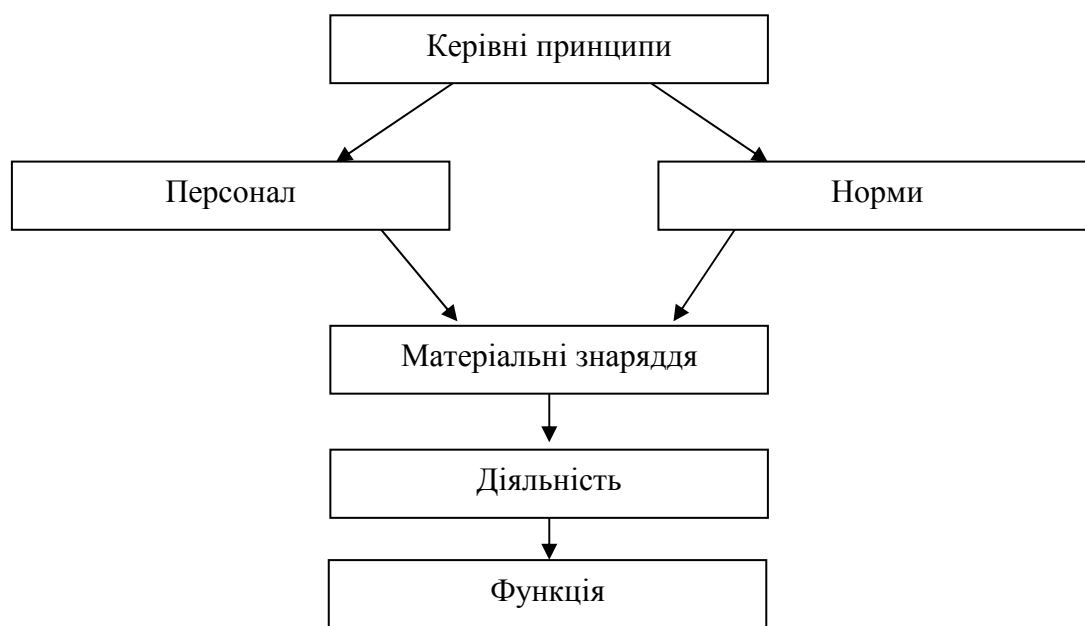 Керівні принципи
Персонал
Норми
Матеріальні знаряддя
Діяльність
Функція